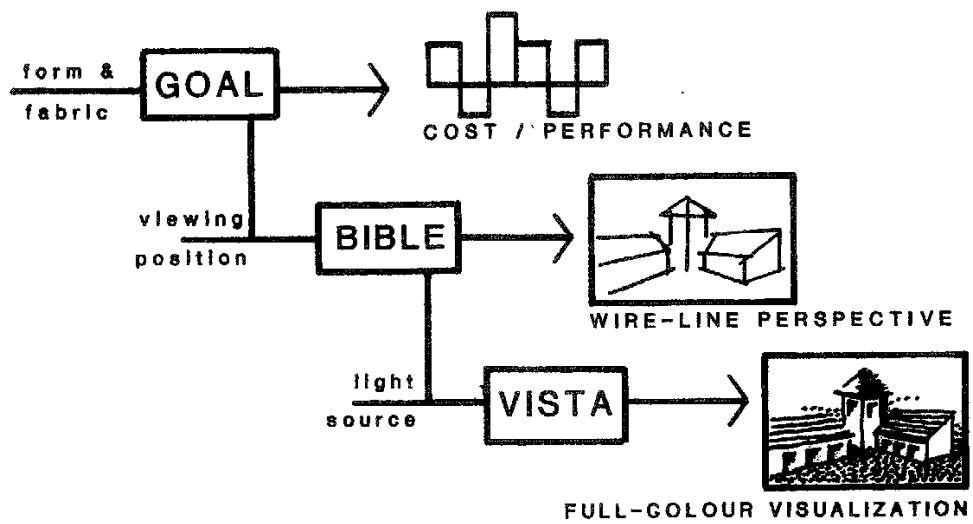 form &
fabric
GOAL
COST / PERFORMANCE
viewing
position
BIBLE
WIRE-LINE PERSPECTIVE
light
source
VISTA
FULL-COLOUR VISUALIZATION